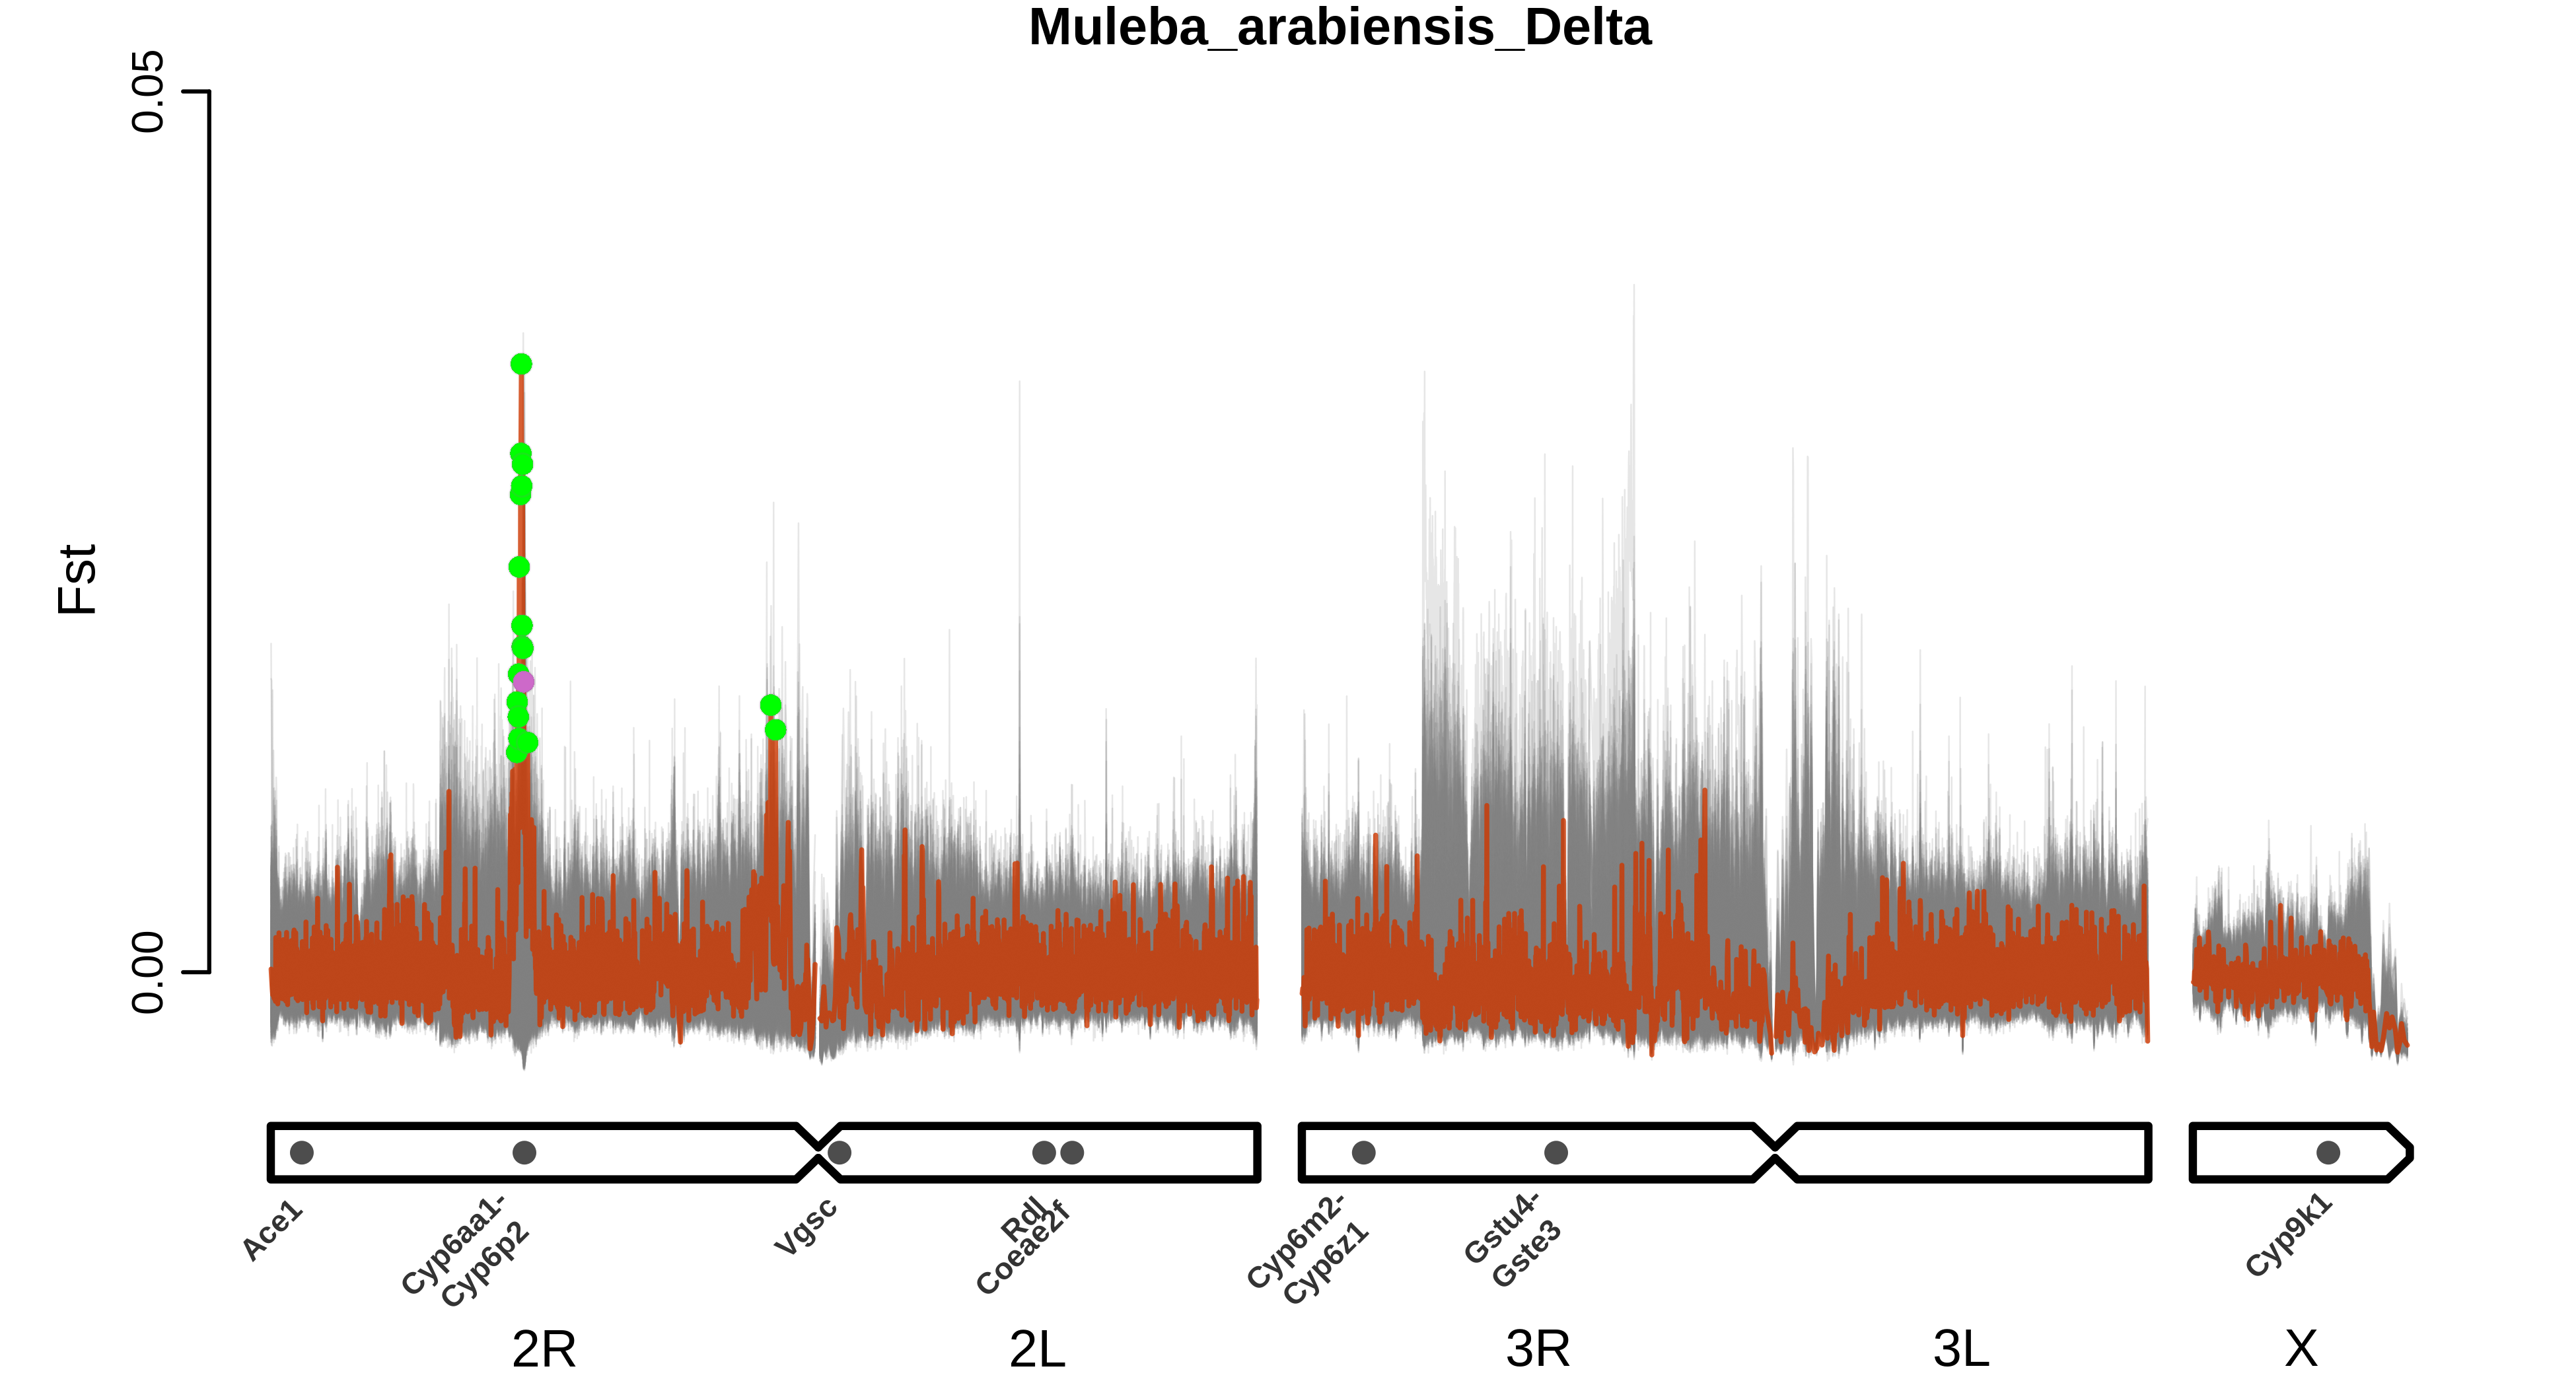 Muleba_arabiensis_Delta
0.05
Fst
0.00
Ace1
Cyp6aa1-
Cyp6p2
Vgsc
Rdl
Coeae2f
Cyp6m2-
Cyp6z1
Gstu4-
Gste3
Cyp9k1
2R
2L
3R
3L
X